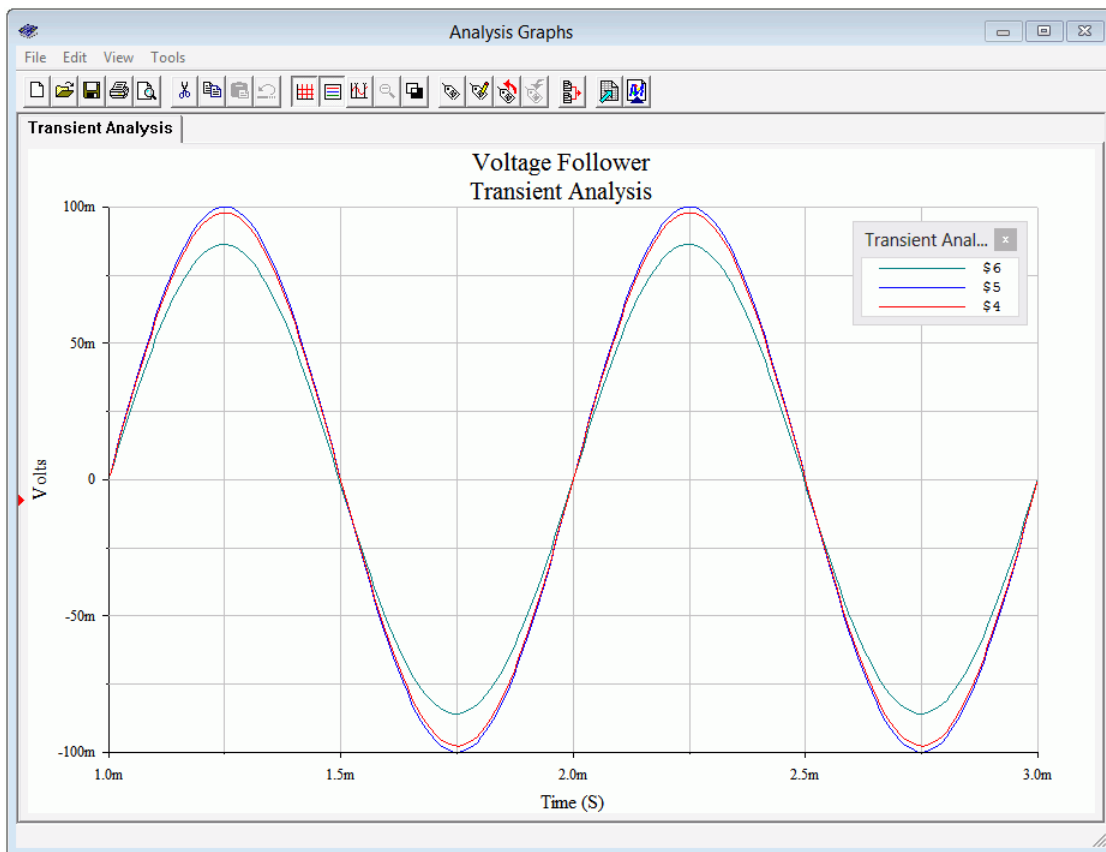 Analysis Graphs
File Edit View Tools
Transient Analysis
Voltage Follower
Transient Analysis
100m
50m
0
-50m
-100m
Volts
Transient Anal... x
$6
$5
$4
1.0m 1.5m 2.0m 2.5m 3.0m
Time (S)